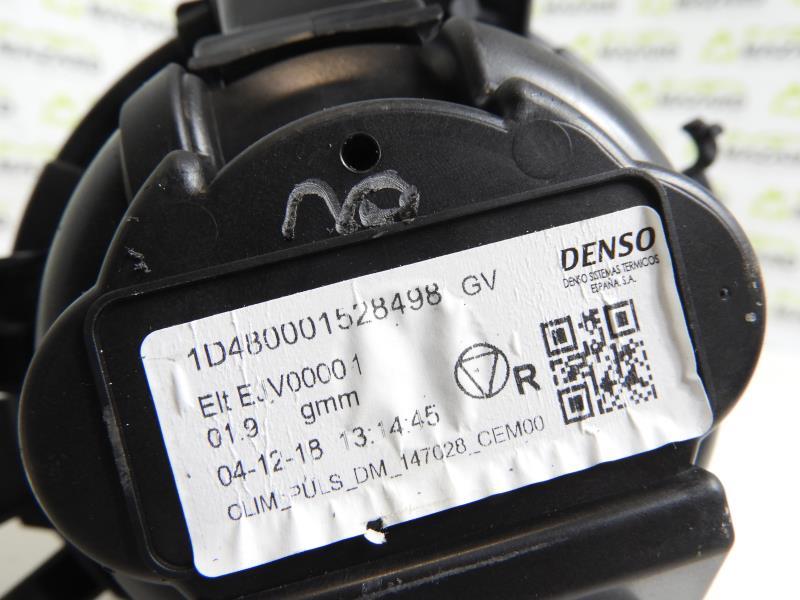 DENSO
DENSO SISTEMAS TERMICOS
ESPAÑA, S.A.
1D480001528498 GV
Elt EJV00001
01.9 gmm
R
04-12-18 13:14:45
CLIM_PULS_DM_147028_CEM00